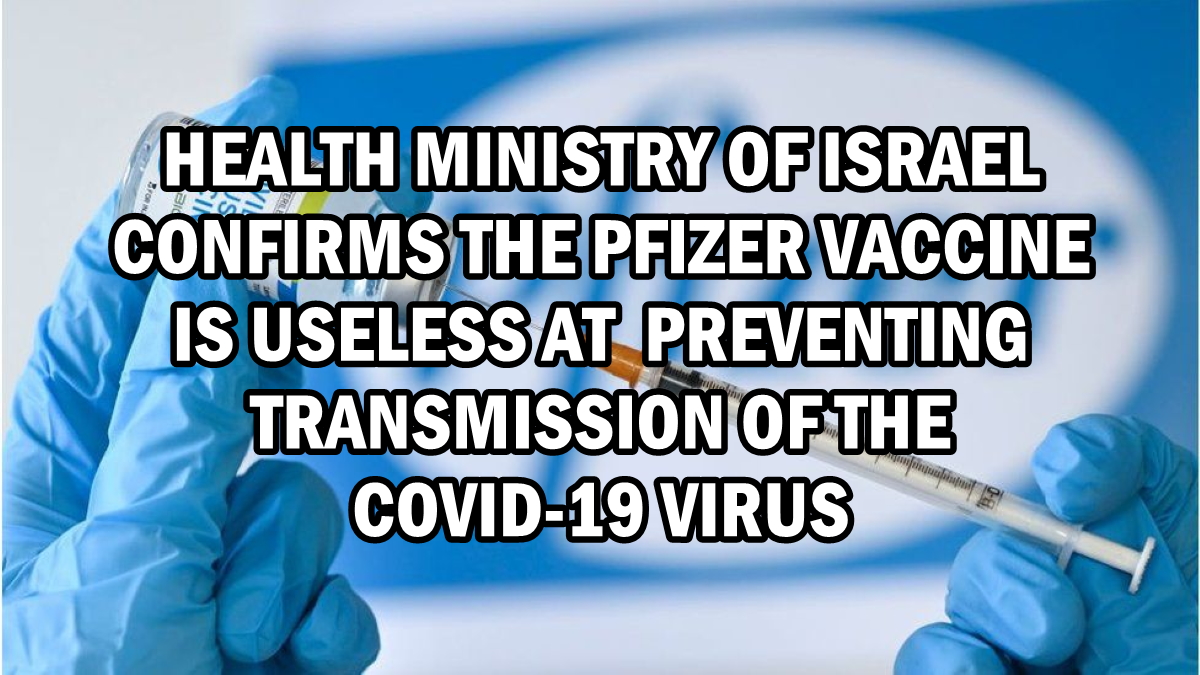 HEALTH MINISTRY OF ISRAEL
CONFIRMS THE PFIZER VACCINE
IS USELESS AT PREVENTING
TRANSMISSION OF THE
COVID-19 VIRUS